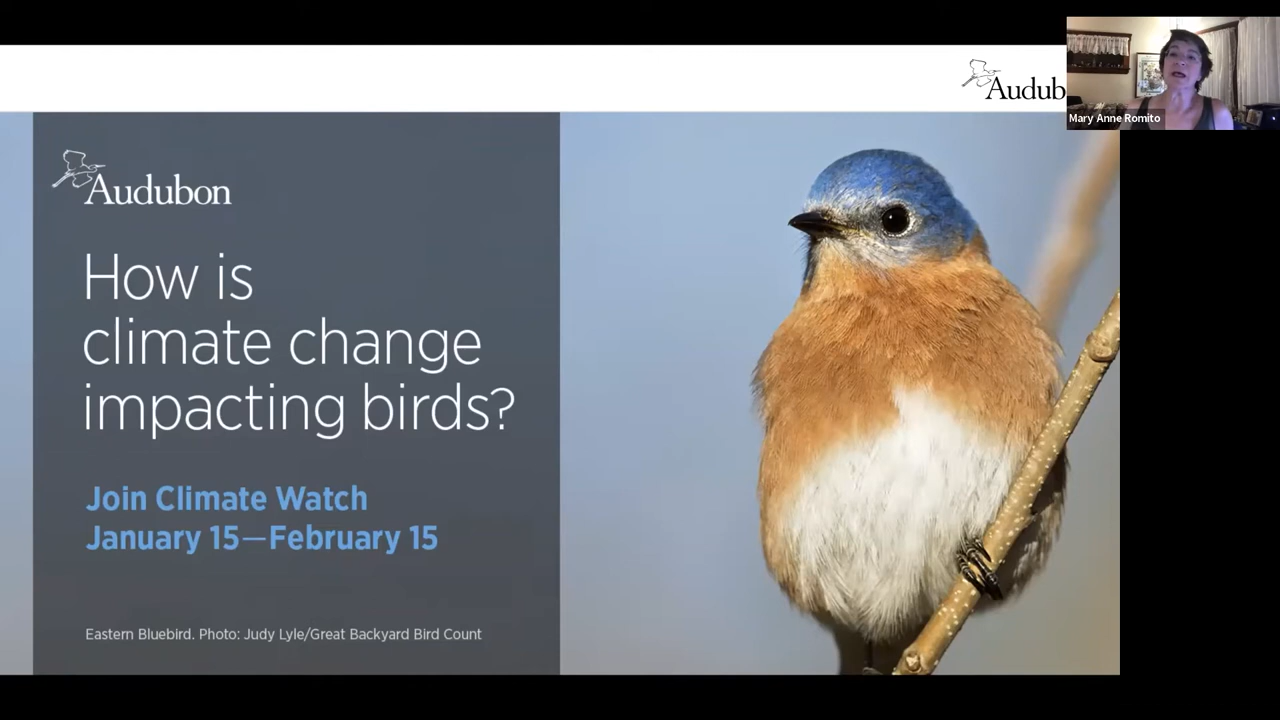 Audub
Mary Anne Romito
Audubon
How is
climate change
impacting birds?
Join Climate Watch
January 15—February 15
Eastern Bluebird. Photo: Judy Lyle/Great Backyard Bird Count